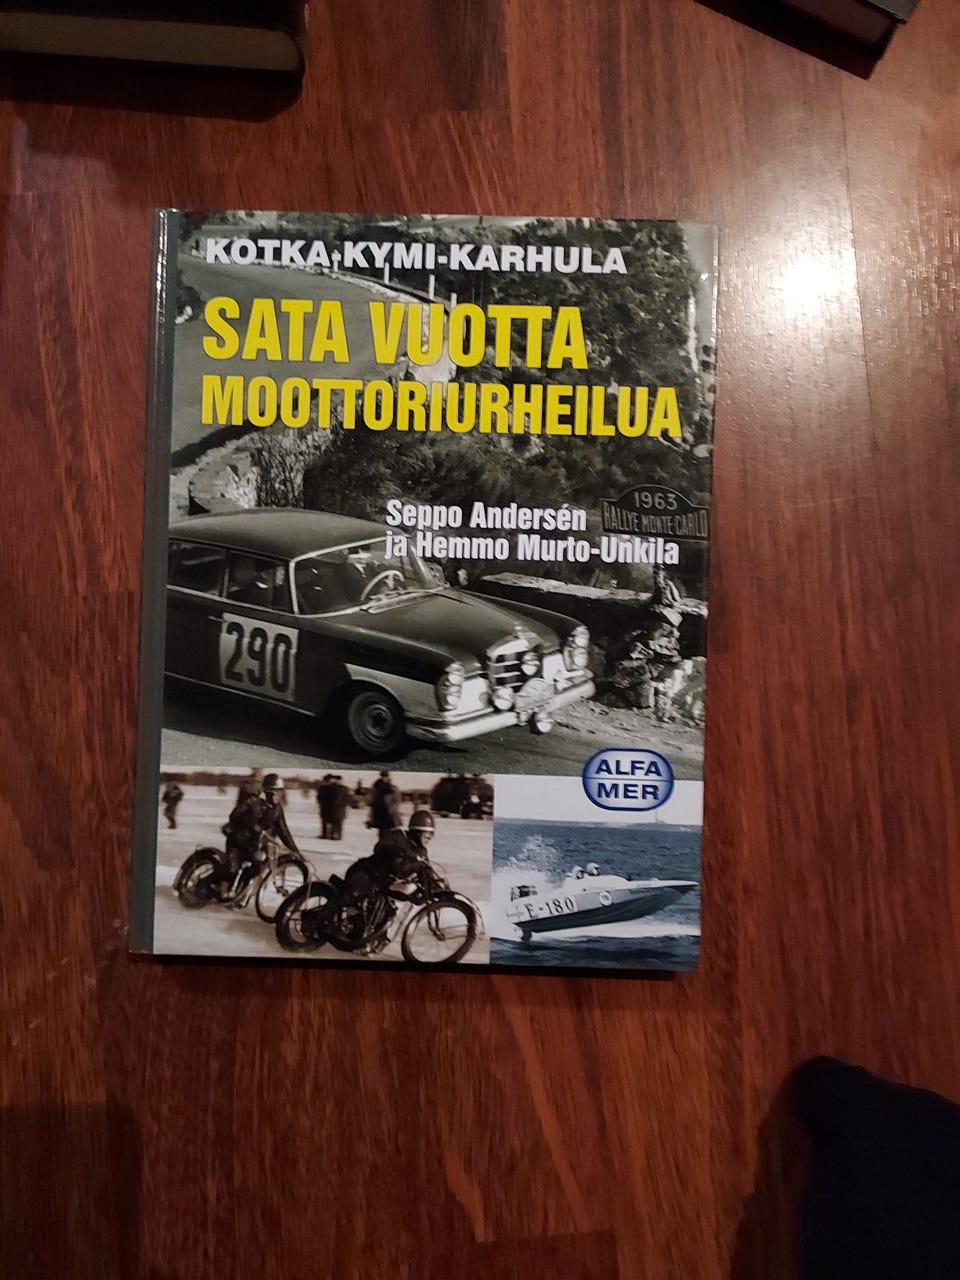 KOTKA-KYMI-KARHULA
SATA VUOTTA
MOOTTORIURHEILUA
Seppo Andersén
ja Hemmo Murto-Unkila
1963
RALLYE MONTE-CARLO
290
ALFA
MER
E-180